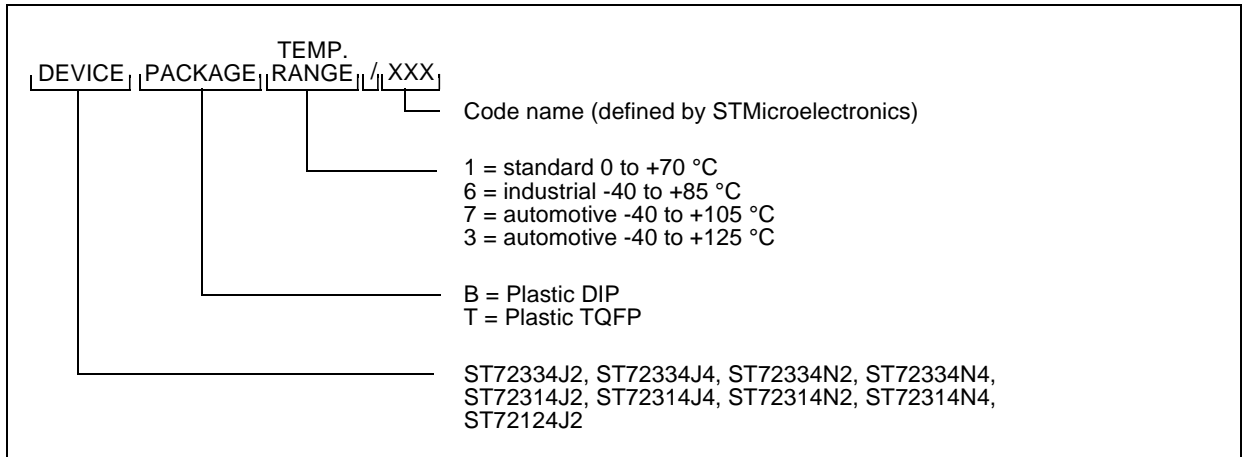 TEMP.
DEVICE PACKAGE RANGE / XXX
Code name (defined by STMicroelectronics)
1 = standard 0 to +70 °C
6 = industrial -40 to +85 °C
7 = automotive -40 to +105 °C
3 = automotive -40 to +125 °C
B = Plastic DIP
T = Plastic TQFP
ST72334J2, ST72334J4, ST72334N2, ST72334N4,
ST72314J2, ST72314J4, ST72314N2, ST72314N4,
ST72124J2